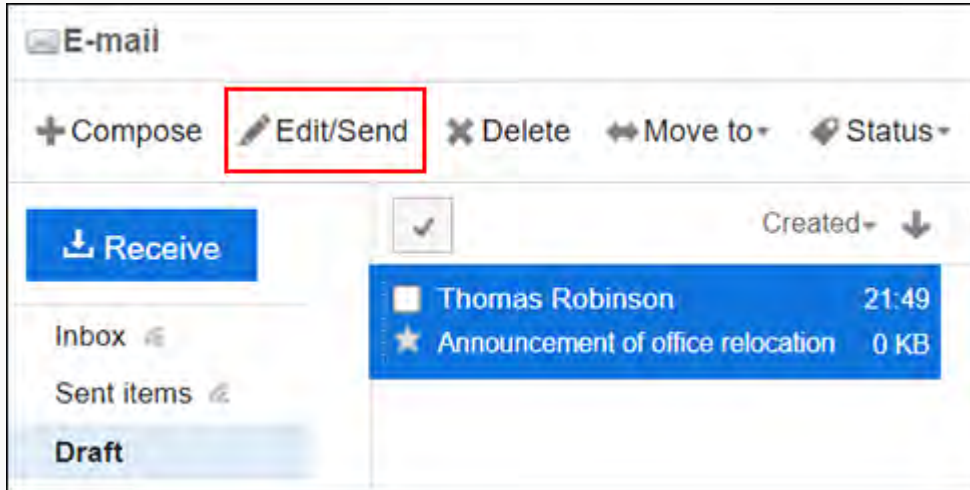 E-mail
Compose Edit/Send Delete Move to Status
Receive
Created
Thomas Robinson 21:49
Announcement of office relocation 0 KB
Inbox
Sent items
Draft